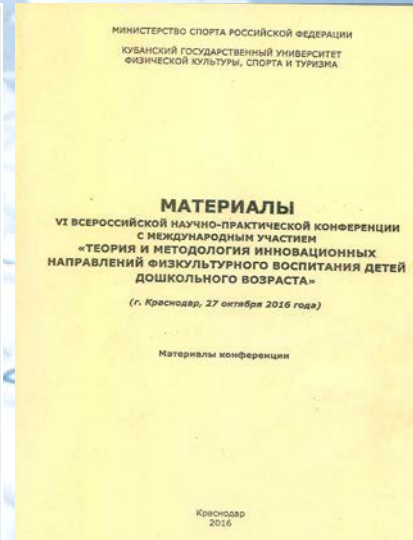 МИНИСТЕРСТВО СПОРТА РОССИЙСКОЙ ФЕДЕРАЦИИ
КУБАНСКИЙ ГОСУДАРСТВЕННЫЙ УНИВЕРСИТЕТ
ФИЗИЧЕСКОЙ КУЛЬТУРЫ, СПОРТА И ТУРИЗМА
МАТЕРИАЛЫ
VI ВСЕРОССИЙСКОЙ НАУЧНО-ПРАКТИЧЕСКОЙ КОНФЕРЕНЦИИ
С МЕЖДУНАРОДНЫМ УЧАСТИЕМ
«ТЕОРИЯ И МЕТОДОЛОГИЯ ИННОВАЦИОННЫХ
НАПРАВЛЕНИЙ ФИЗКУЛЬТУРНОГО ВОСПИТАНИЯ ДЕТЕЙ
ДОШКОЛЬНОГО ВОЗРАСТА»
(г. Краснодар, 27 октября 2016 года)
Материалы конференции
Краснодар
2016